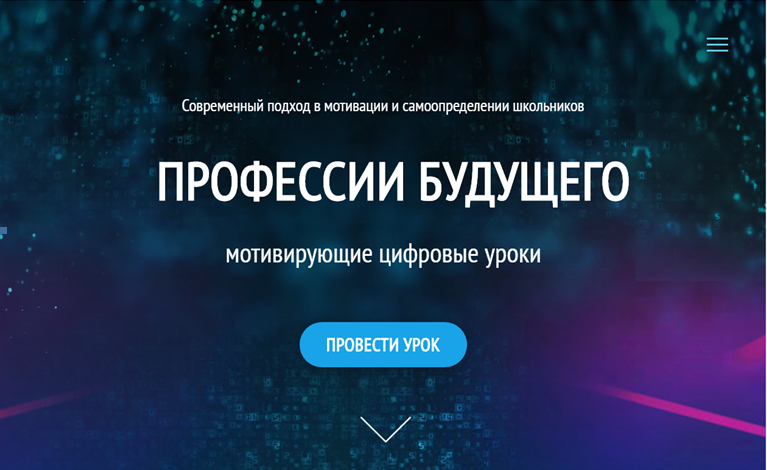 Современный подход в мотивации и самоопределении школьников
ПРОФЕССИИ БУДУЩЕГО
мотивирующие цифровые уроки
ПРОВЕСТИ УРОК